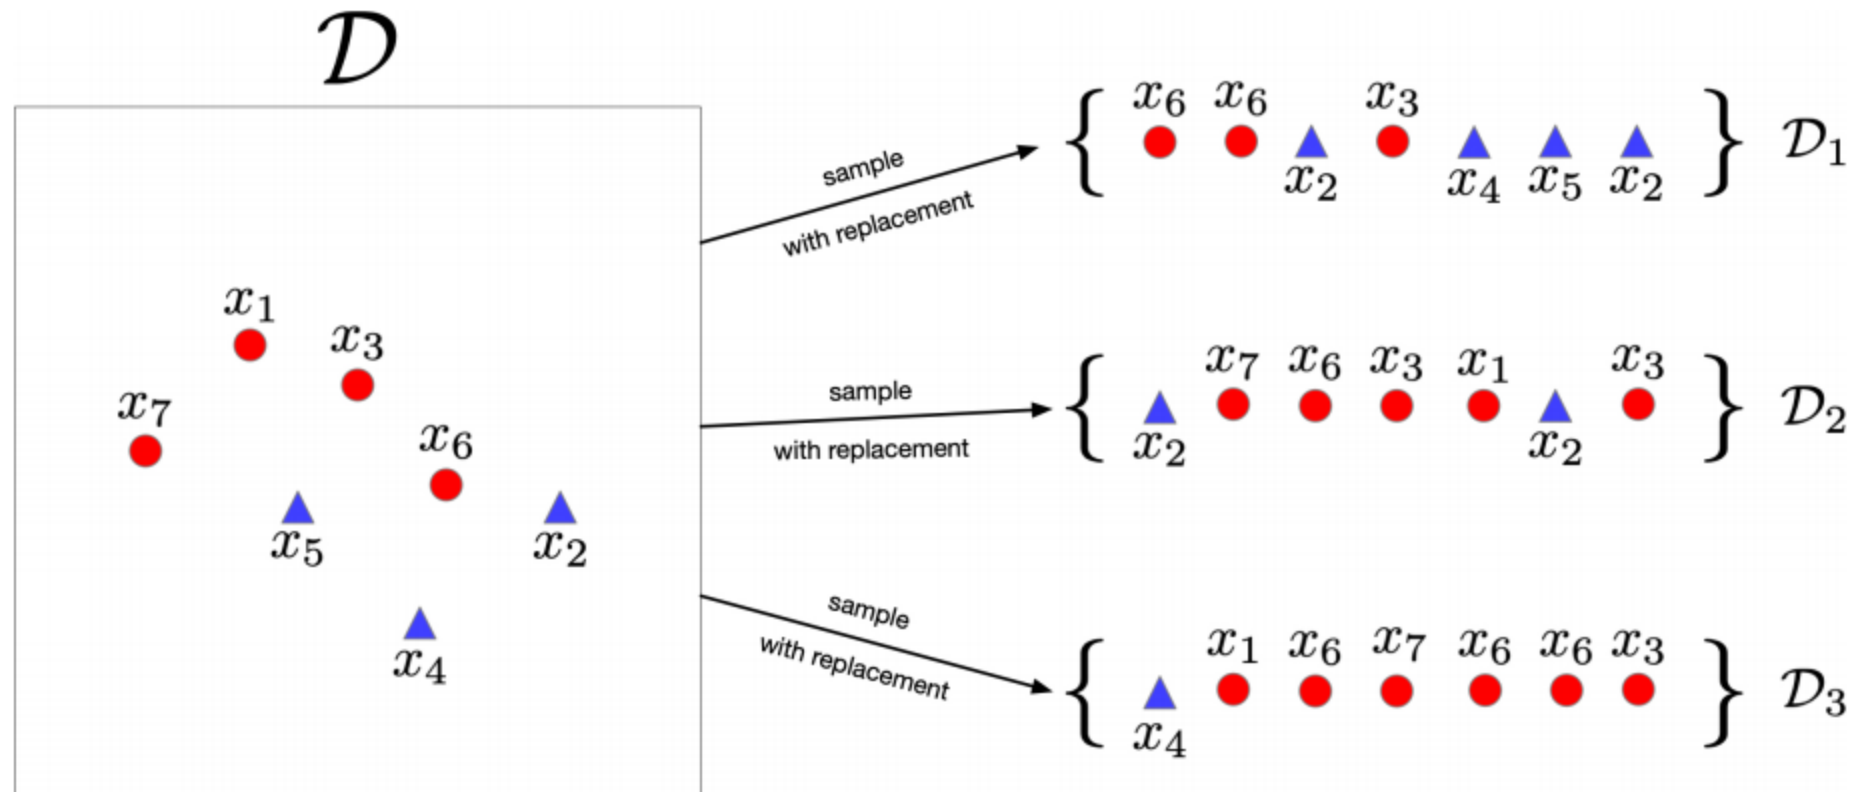 𝒟
x₁
x₃
x₇
x₆
x₅
x₂
x₄
sample
with replacement
{ x₆ x₆ x₂ x₃ x₄ x₅ x₂ } 𝒟₁
sample
with replacement
{ x₂ x₇ x₆ x₃ x₁ x₂ x₃ } 𝒟₂
sample
with replacement
{ x₄ x₁ x₆ x₇ x₆ x₆ x₃ } 𝒟₃